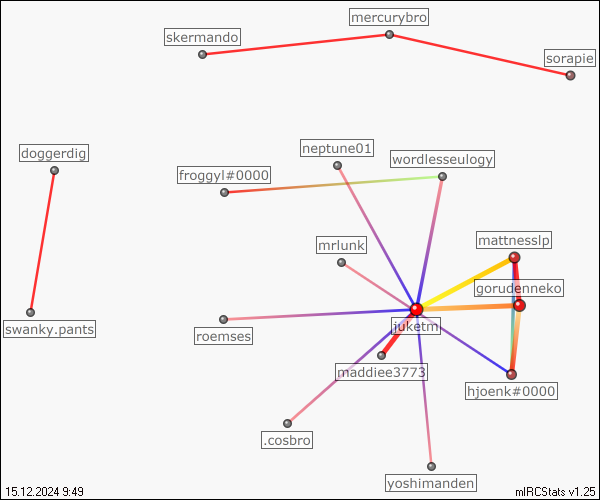 mercurybro
skermando
sorapie
neptune01
doggerdig
wordlesseulogy
froggyl#0000
mrlunk
mattnesslp
gorudenneko
swanky.pants
juketm
roemses
maddiee3773
hjoenk#0000
.cosbro
yoshimanden
15.12.2024 9:49
mIRCStats v1.25